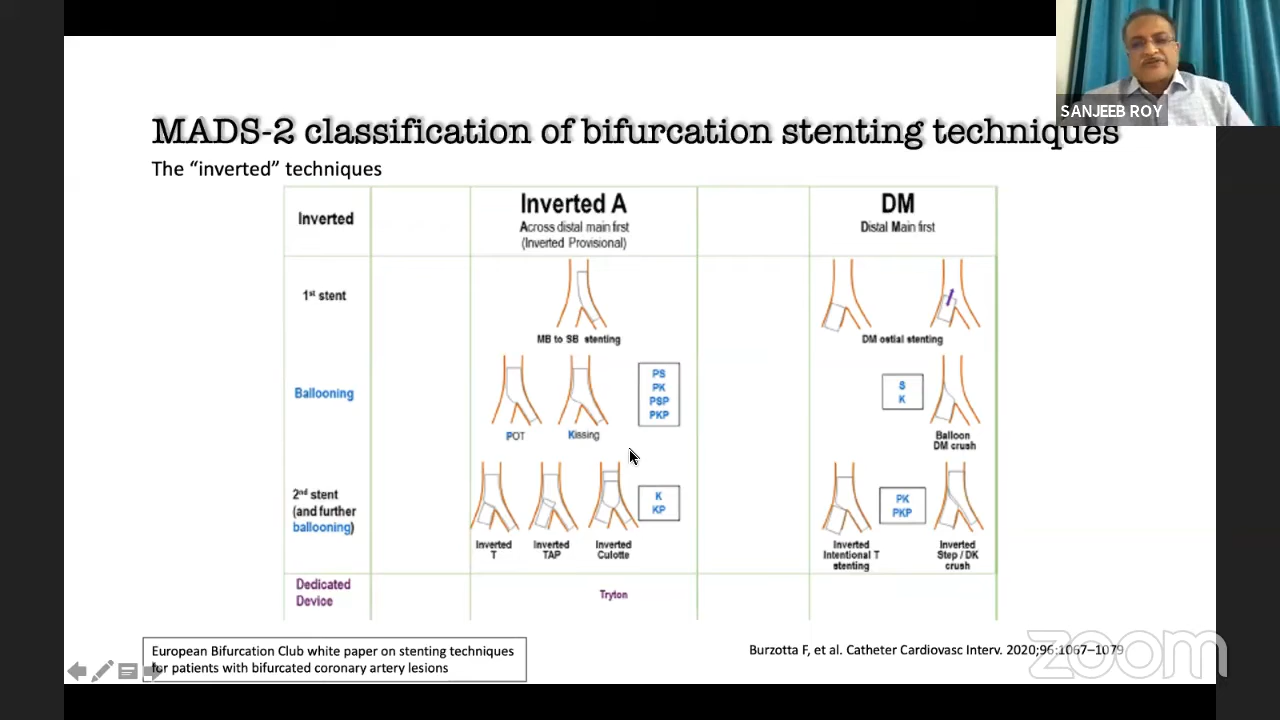 SANJEEB ROY
MADS-2 classification of bifurcation stenting techniques
The “inverted” techniques
Inverted
Inverted A
Across distal main first
(Inverted Provisional)
DM
Distal Main first
1st stent
MB to SB stenting
DM ostial stenting
Ballooning
POT
Kissing
PS
PK
PSP
PKP
S
K
Balloon
DM crush
2nd stent
(and further
ballooning)
Inverted
T
Inverted
TAP
Inverted
Culotte
K
KP
Inverted
Intentional T
stenting
PK
PKP
Inverted
Step / DK
crush
Dedicated
Device
Tryton
European Bifurcation Club white paper on stenting techniques
for patients with bifurcated coronary artery lesions
Burzotta F, et al. Catheter Cardiovasc Interv. 2020;96:1067–1079
zoom